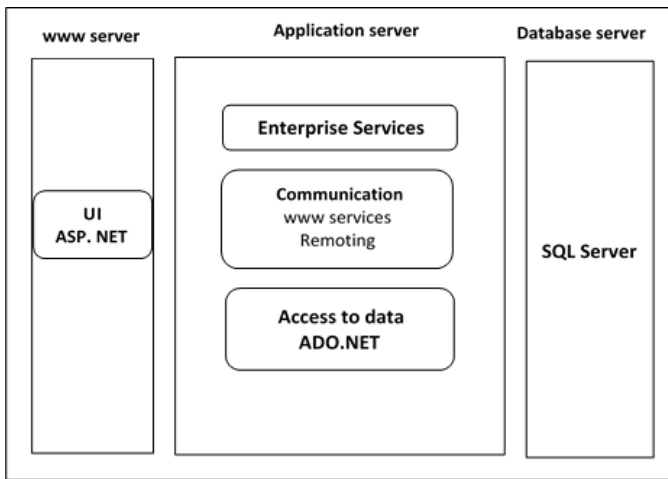 www server
Application server
Database server
UI
ASP. NET
Enterprise Services
Communication
www services
Remoting
Access to data
ADO.NET
SQL Server